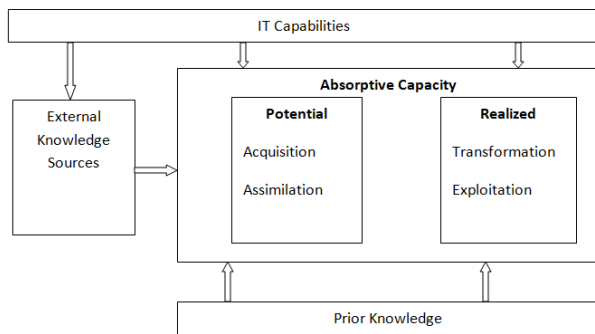 IT Capabilities
Absorptive Capacity
External
Knowledge
Sources
Potential
Acquisition
Assimilation
Realized
Transformation
Exploitation
Prior Knowledge